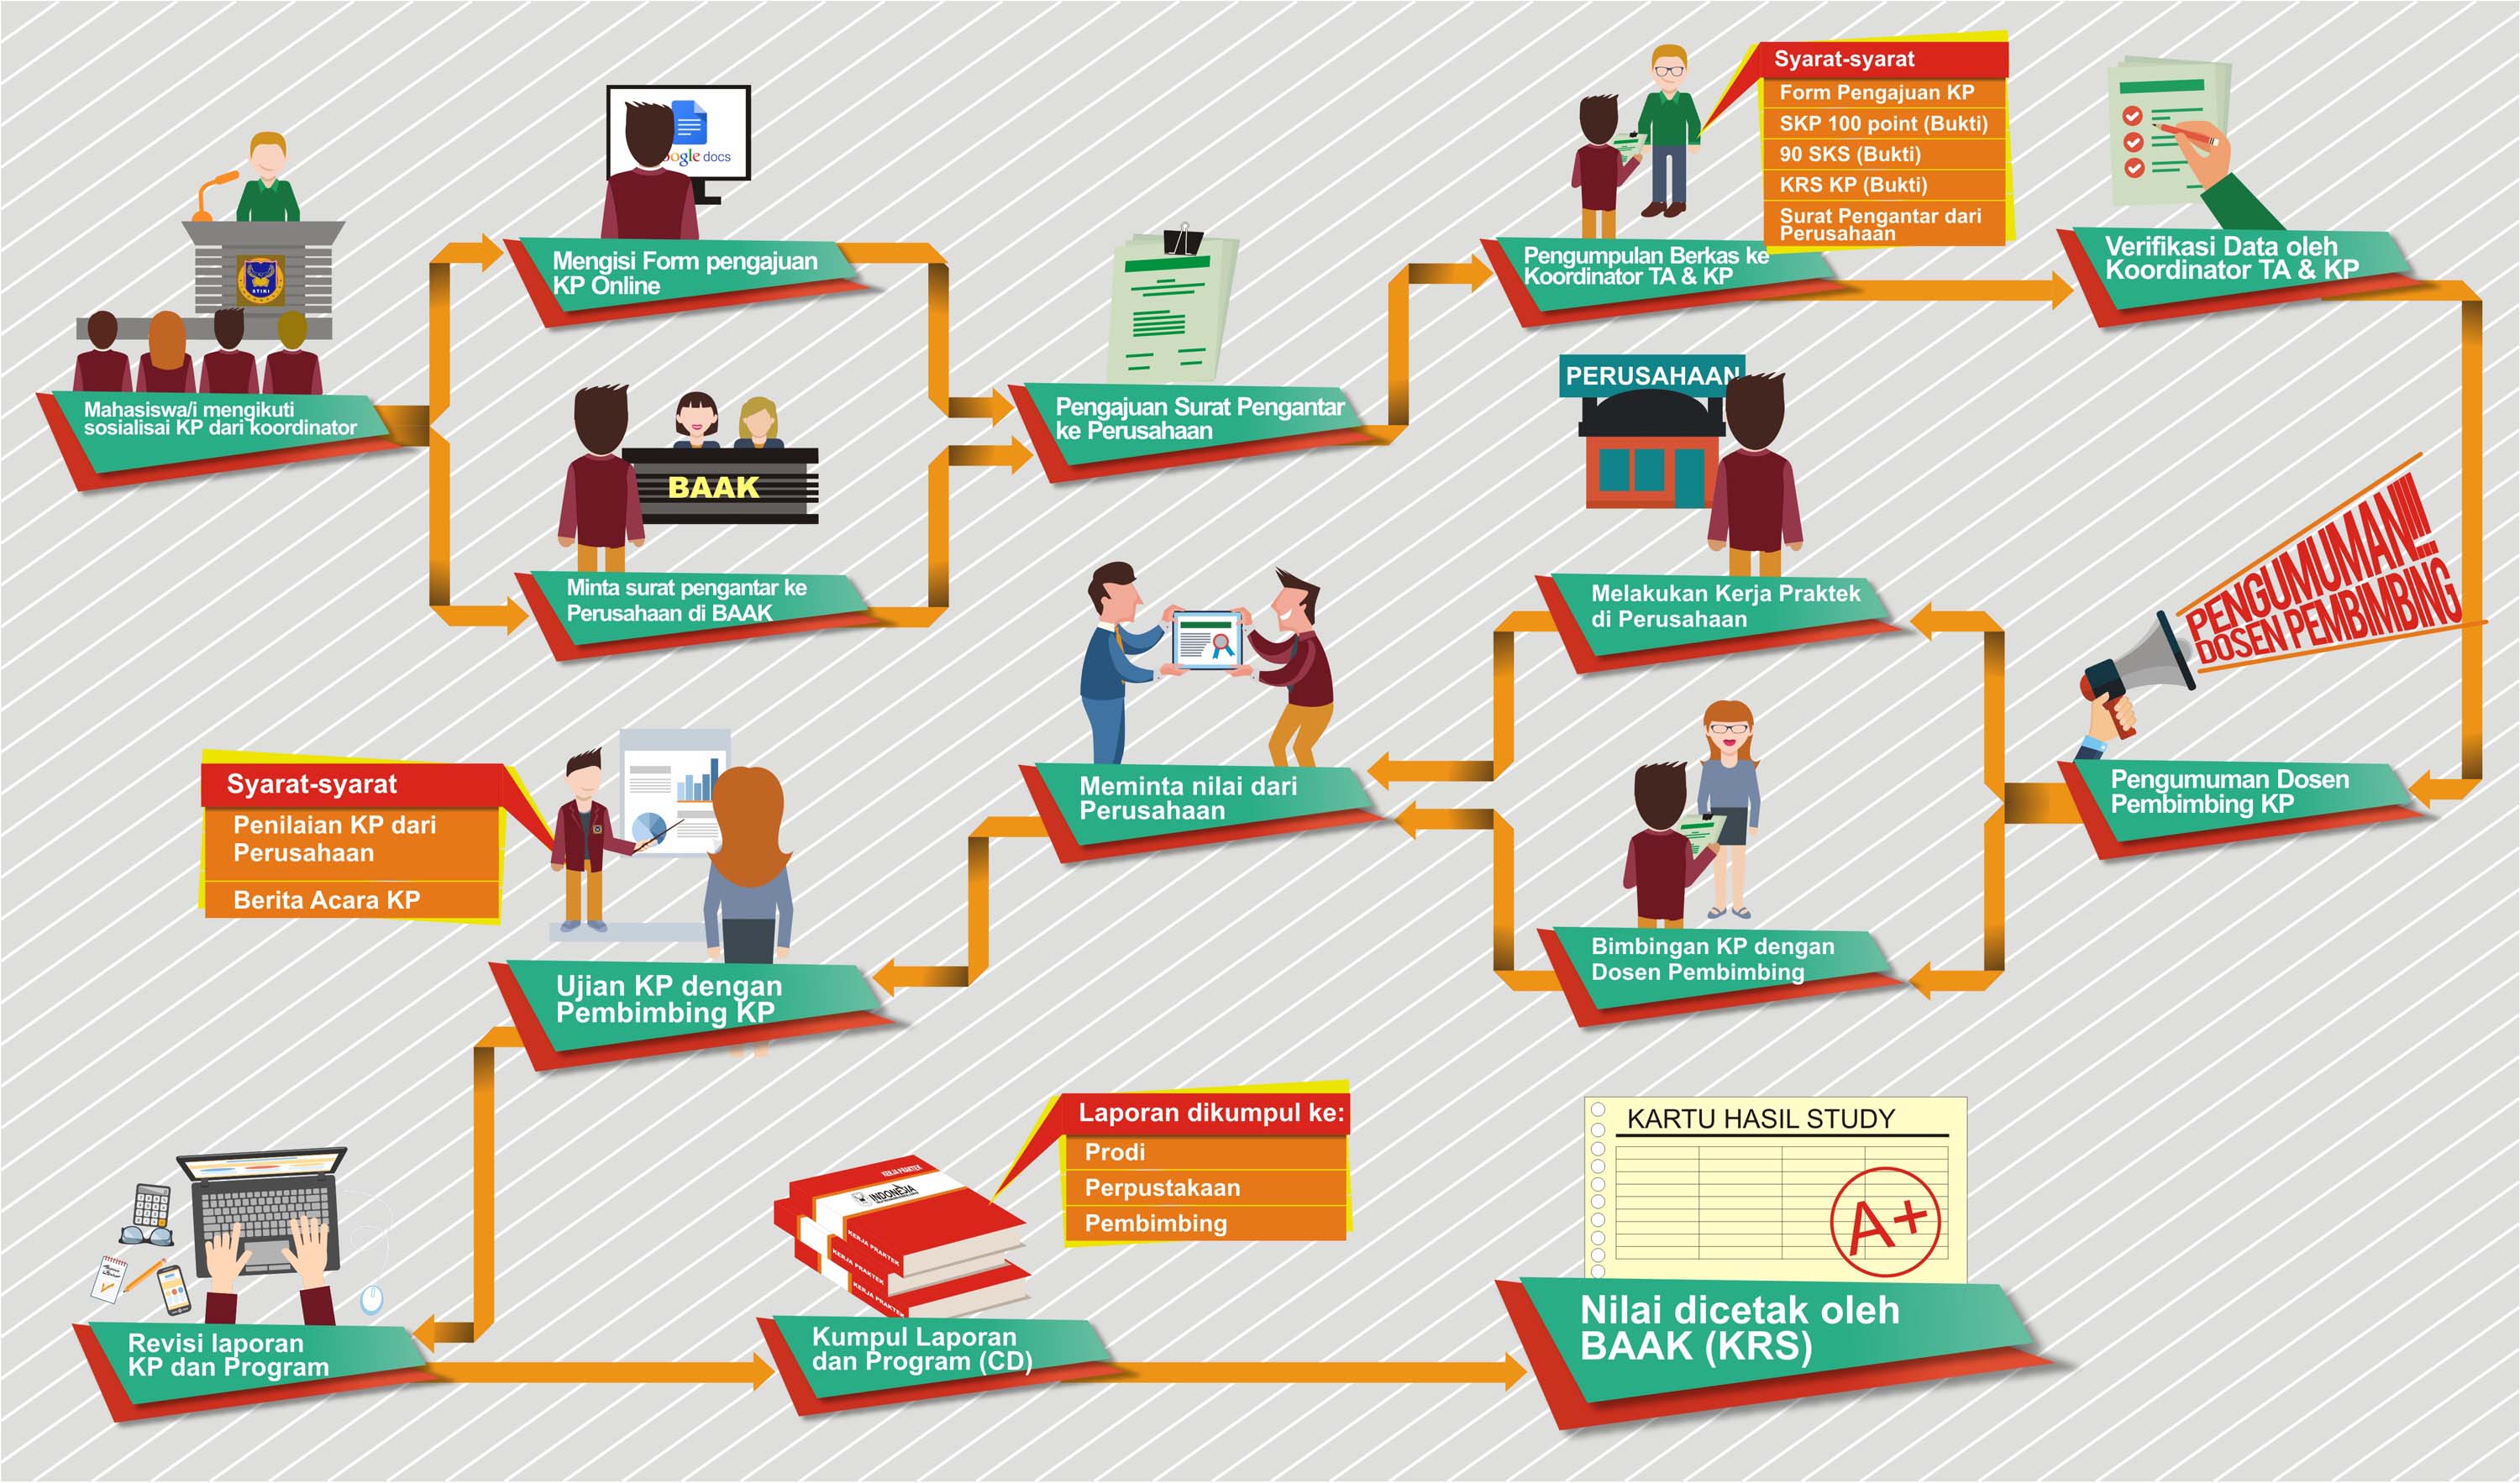 Mahasiswa/i mengikuti
sosialisai KP dari koordinator
STIKI
ogle docs
Mengisi Form pengajuan
KP Online
BAAK
Minta surat pengantar ke
Perusahaan di BAAK
Pengajuan Surat Pengantar
ke Perusahaan
Syarat-syarat
Form Pengajuan KP
SKP 100 point (Bukti)
90 SKS (Bukti)
KRS KP (Bukti)
Surat Pengantar dari
Perusahaan
Pengumpulan Berkas ke
Koordinator TA & KP
Verifikasi Data oleh
Koordinator TA & KP
PENGUMUMAN!!!...
DOSEN PEMBIMBING
Pengumuman Dosen
Pembimbing KP
PERUSAHAAN
Melakukan Kerja Praktek
di Perusahaan
Bimbingan KP dengan
Dosen Pembimbing
Meminta nilai dari
Perusahaan
Syarat-syarat
Penilaian KP dari
Perusahaan
Berita Acara KP
Ujian KP dengan
Pembimbing KP
Revisi laporan
KP dan Program
Laporan dikumpul ke:
Prodi
Perpustakaan
Pembimbing
KERJA PRAKTEK
INDONESIA
KERJA PRAKTEK
KERJA PRAKTEK
KERJA PRAKTEK
Kumpul Laporan
dan Program (CD)
KARTU HASIL STUDY
A+
Nilai dicetak oleh
BAAK (KRS)